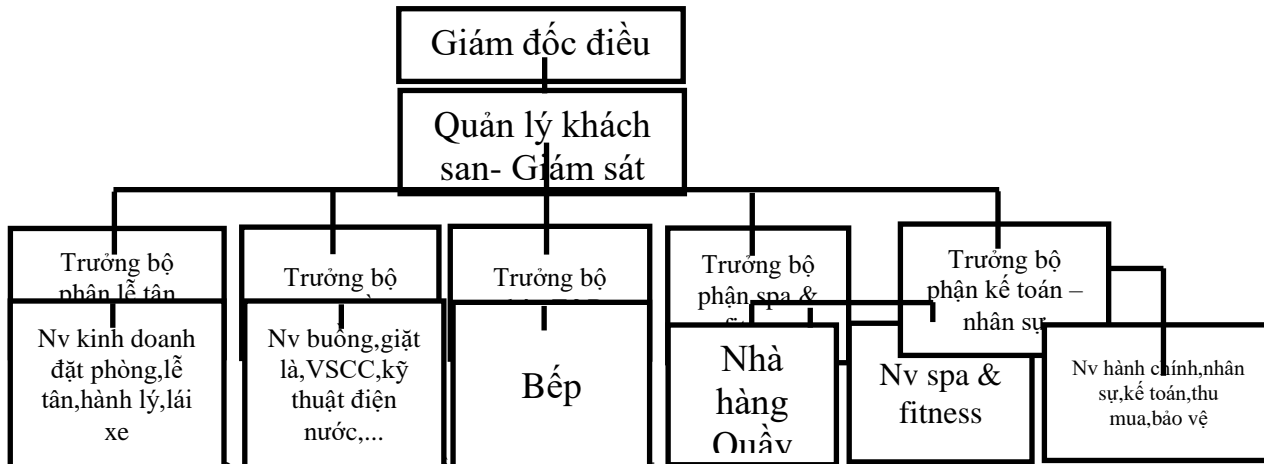 Giám đốc điều
Quản lý khách
san- Giám sát
Trưởng bộ
phận lễ tân
Trưởng bộ
Trưởng bộ
Trưởng bộ
phận spa &
Trưởng bộ
phận kế toán –
nhân sự
Nv kinh doanh
đặt phòng,lễ
tân,hành lý,lái
xe
Nv buồng,giặt
là,VSCC,kỹ
thuật điện
nước,...
Bếp
Nhà
hàng
Quầy
Nv spa &
fitness
Nv hành chính,nhân
sự,kế toán,thu
mua,bảo vệ